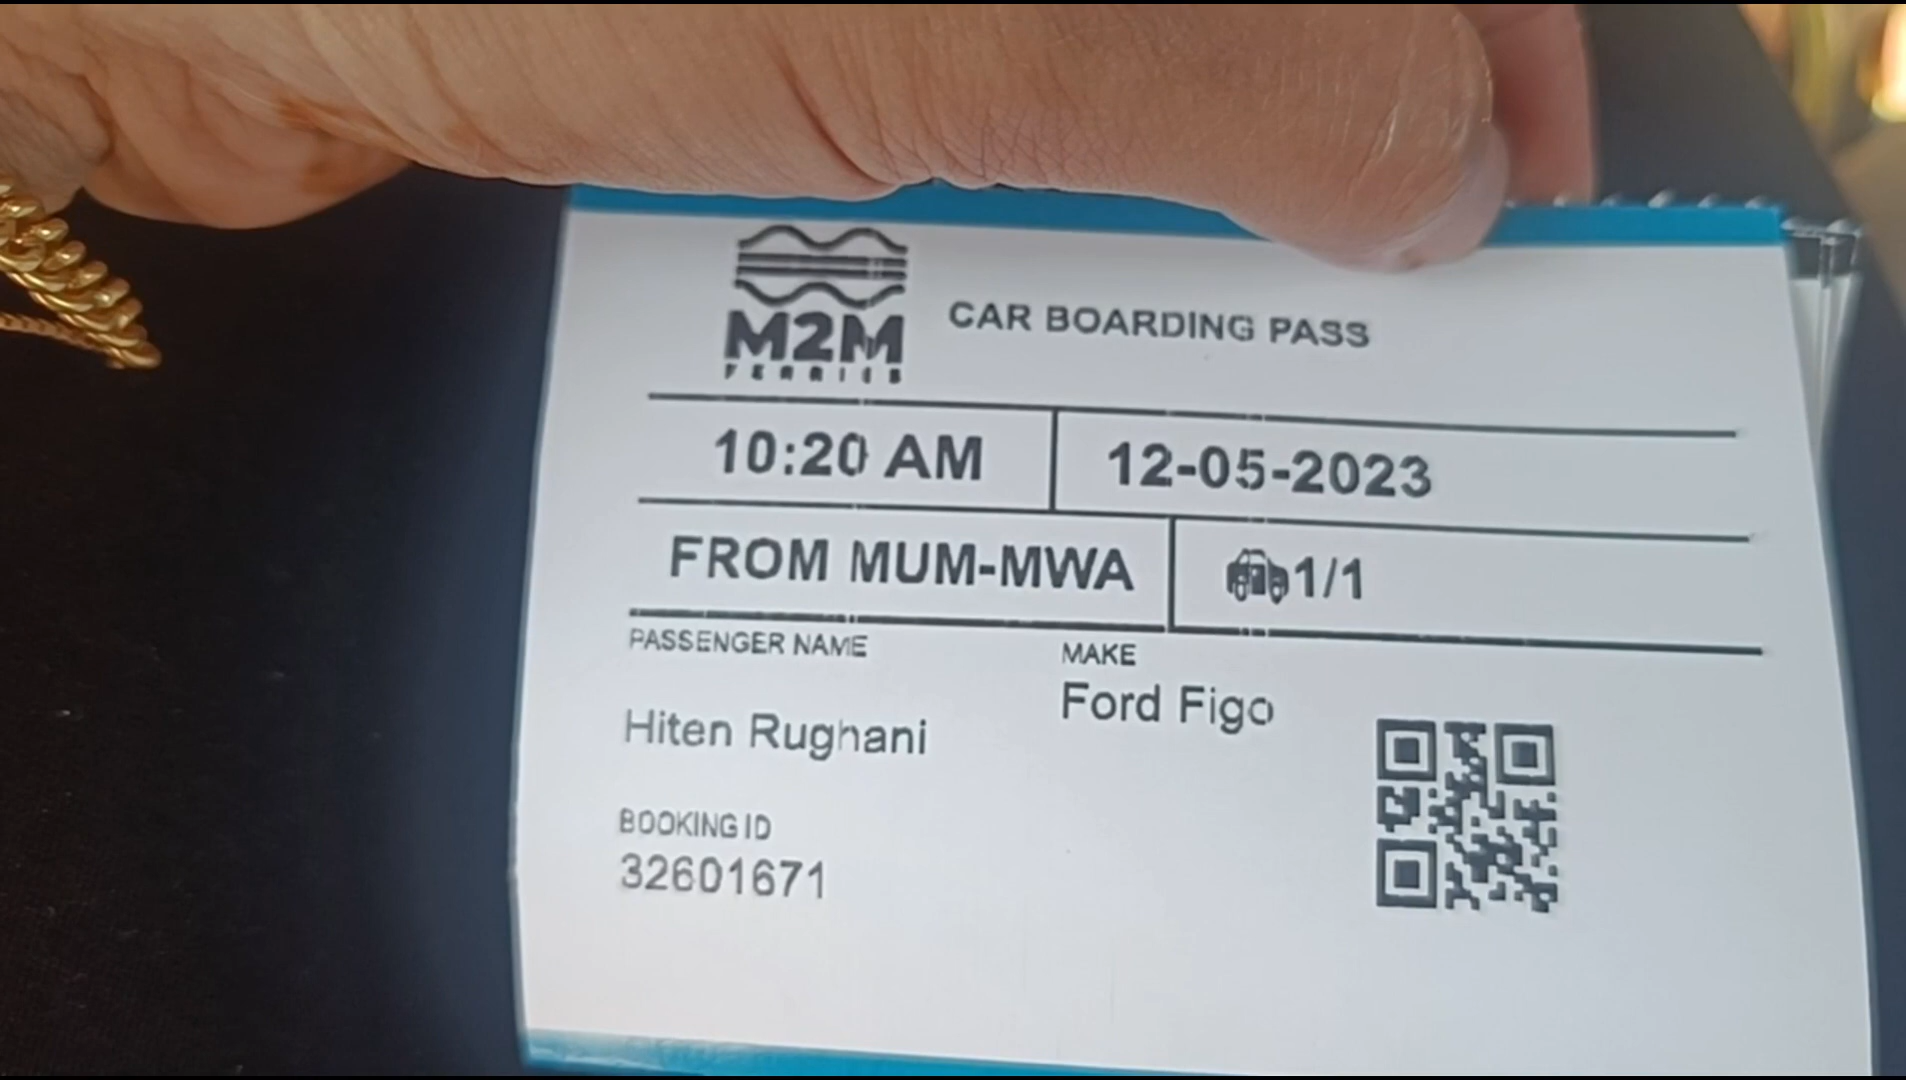 M2M
FERRIES
CAR BOARDING PASS
10:20 AM
12-05-2023
FROM MUM-MWA
1/1
PASSENGER NAME
MAKE
Ford Figo
Hiten Rughani
BOOKING ID
32601671